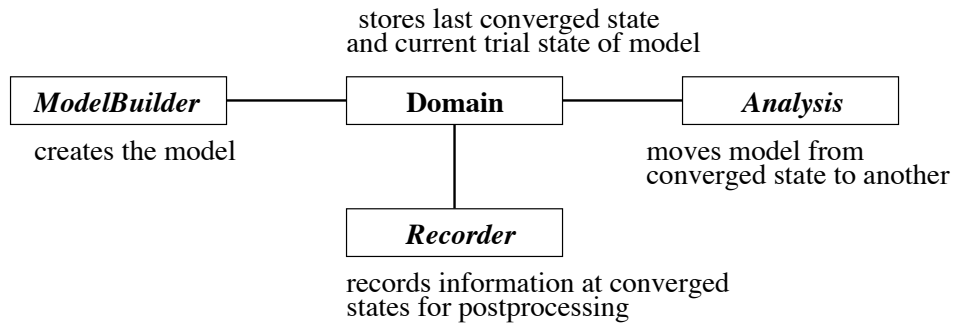 stores last converged state
and current trial state of model
ModelBuilder
Domain
Analysis
creates the model
moves model from
converged state to another
Recorder
records information at converged
states for postprocessing